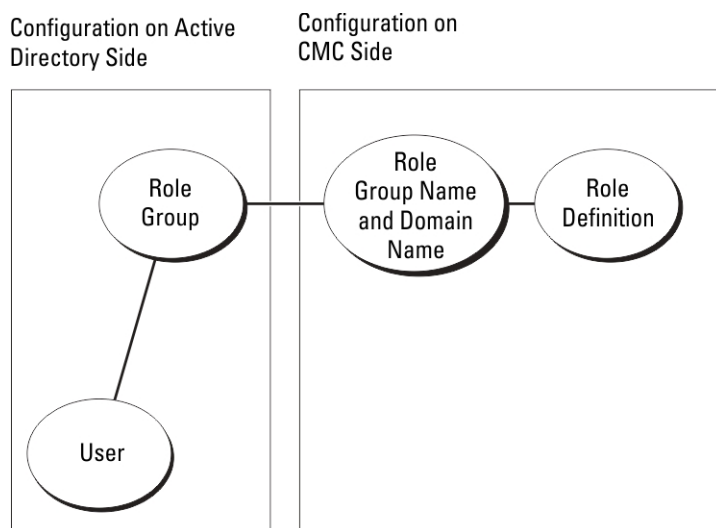 Configuration on Active
Directory Side
Configuration on
CMC Side
Role
Group
Role
Group Name
and Domain
Name
Role
Definition
User